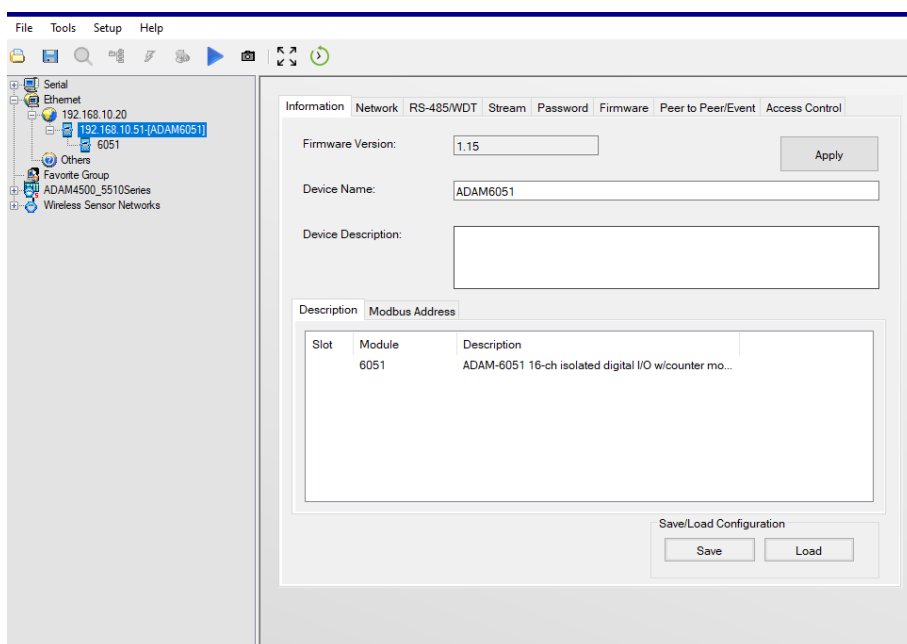 File Tools Setup Help
Serial
Ethernet
192.168.10.20
192.168.10.51-[ADAM6051]
6051
Others
Favorite Group
ADAM4500_5510Series
Wireless Sensor Networks
Information Network RS-485/WDT Stream Password Firmware Peer to Peer/Event Access Control
Firmware Version: 1.15
Apply
Device Name: ADAM6051
Device Description:
Description Modbus Address
Slot Module Description
6051 ADAM-6051 16-ch isolated digital I/O w/counter mo...
Save/Load Configuration
Save Load